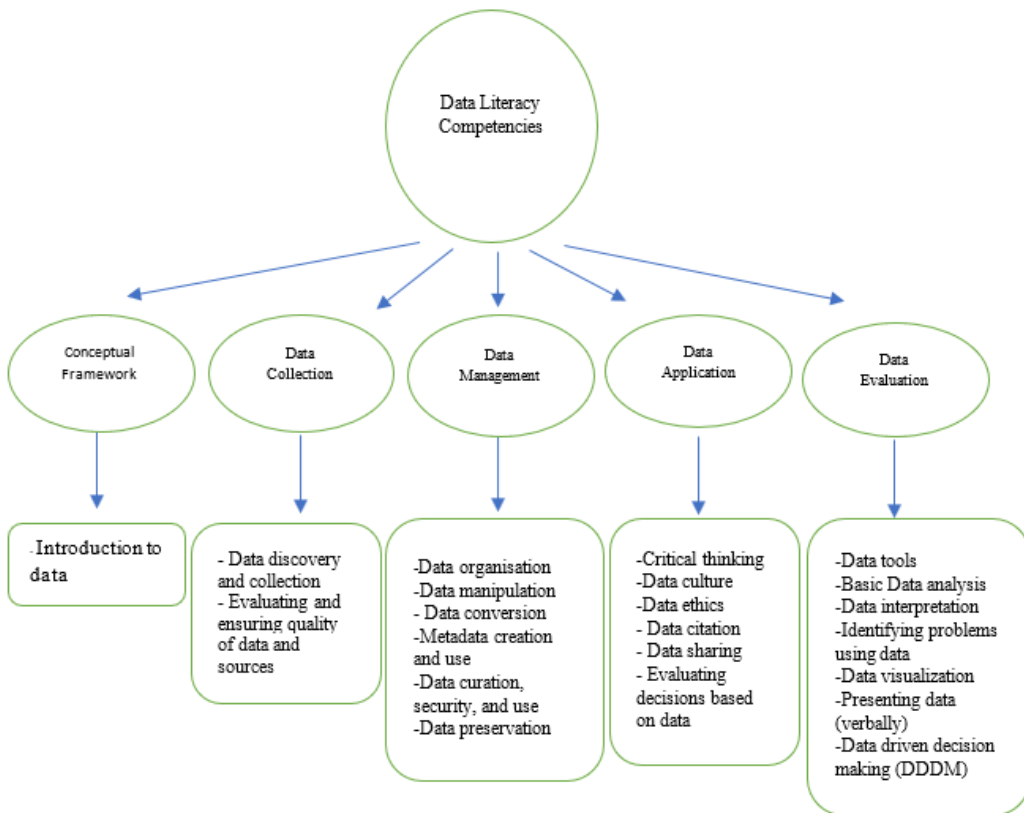 Data Literacy
Competencies
Conceptual
Framework
Data
Collection
Data
Management
Data
Application
Data
Evaluation
- Introduction to
data
- Data discovery
and collection
- Evaluating and
ensuring quality
of data and
sources
-Data organisation
-Data manipulation
- Data conversion
-Metadata creation
and use
-Data curation,
security, and use
-Data preservation
-Critical thinking
-Data culture
-Data ethics
- Data citation
- Data sharing
- Evaluating
decisions based
on data
-Data tools
-Basic Data analysis
-Data interpretation
-Identifying problems
using data
-Data visualization
-Presenting data
(verbally)
-Data driven decision
making (DDDM)